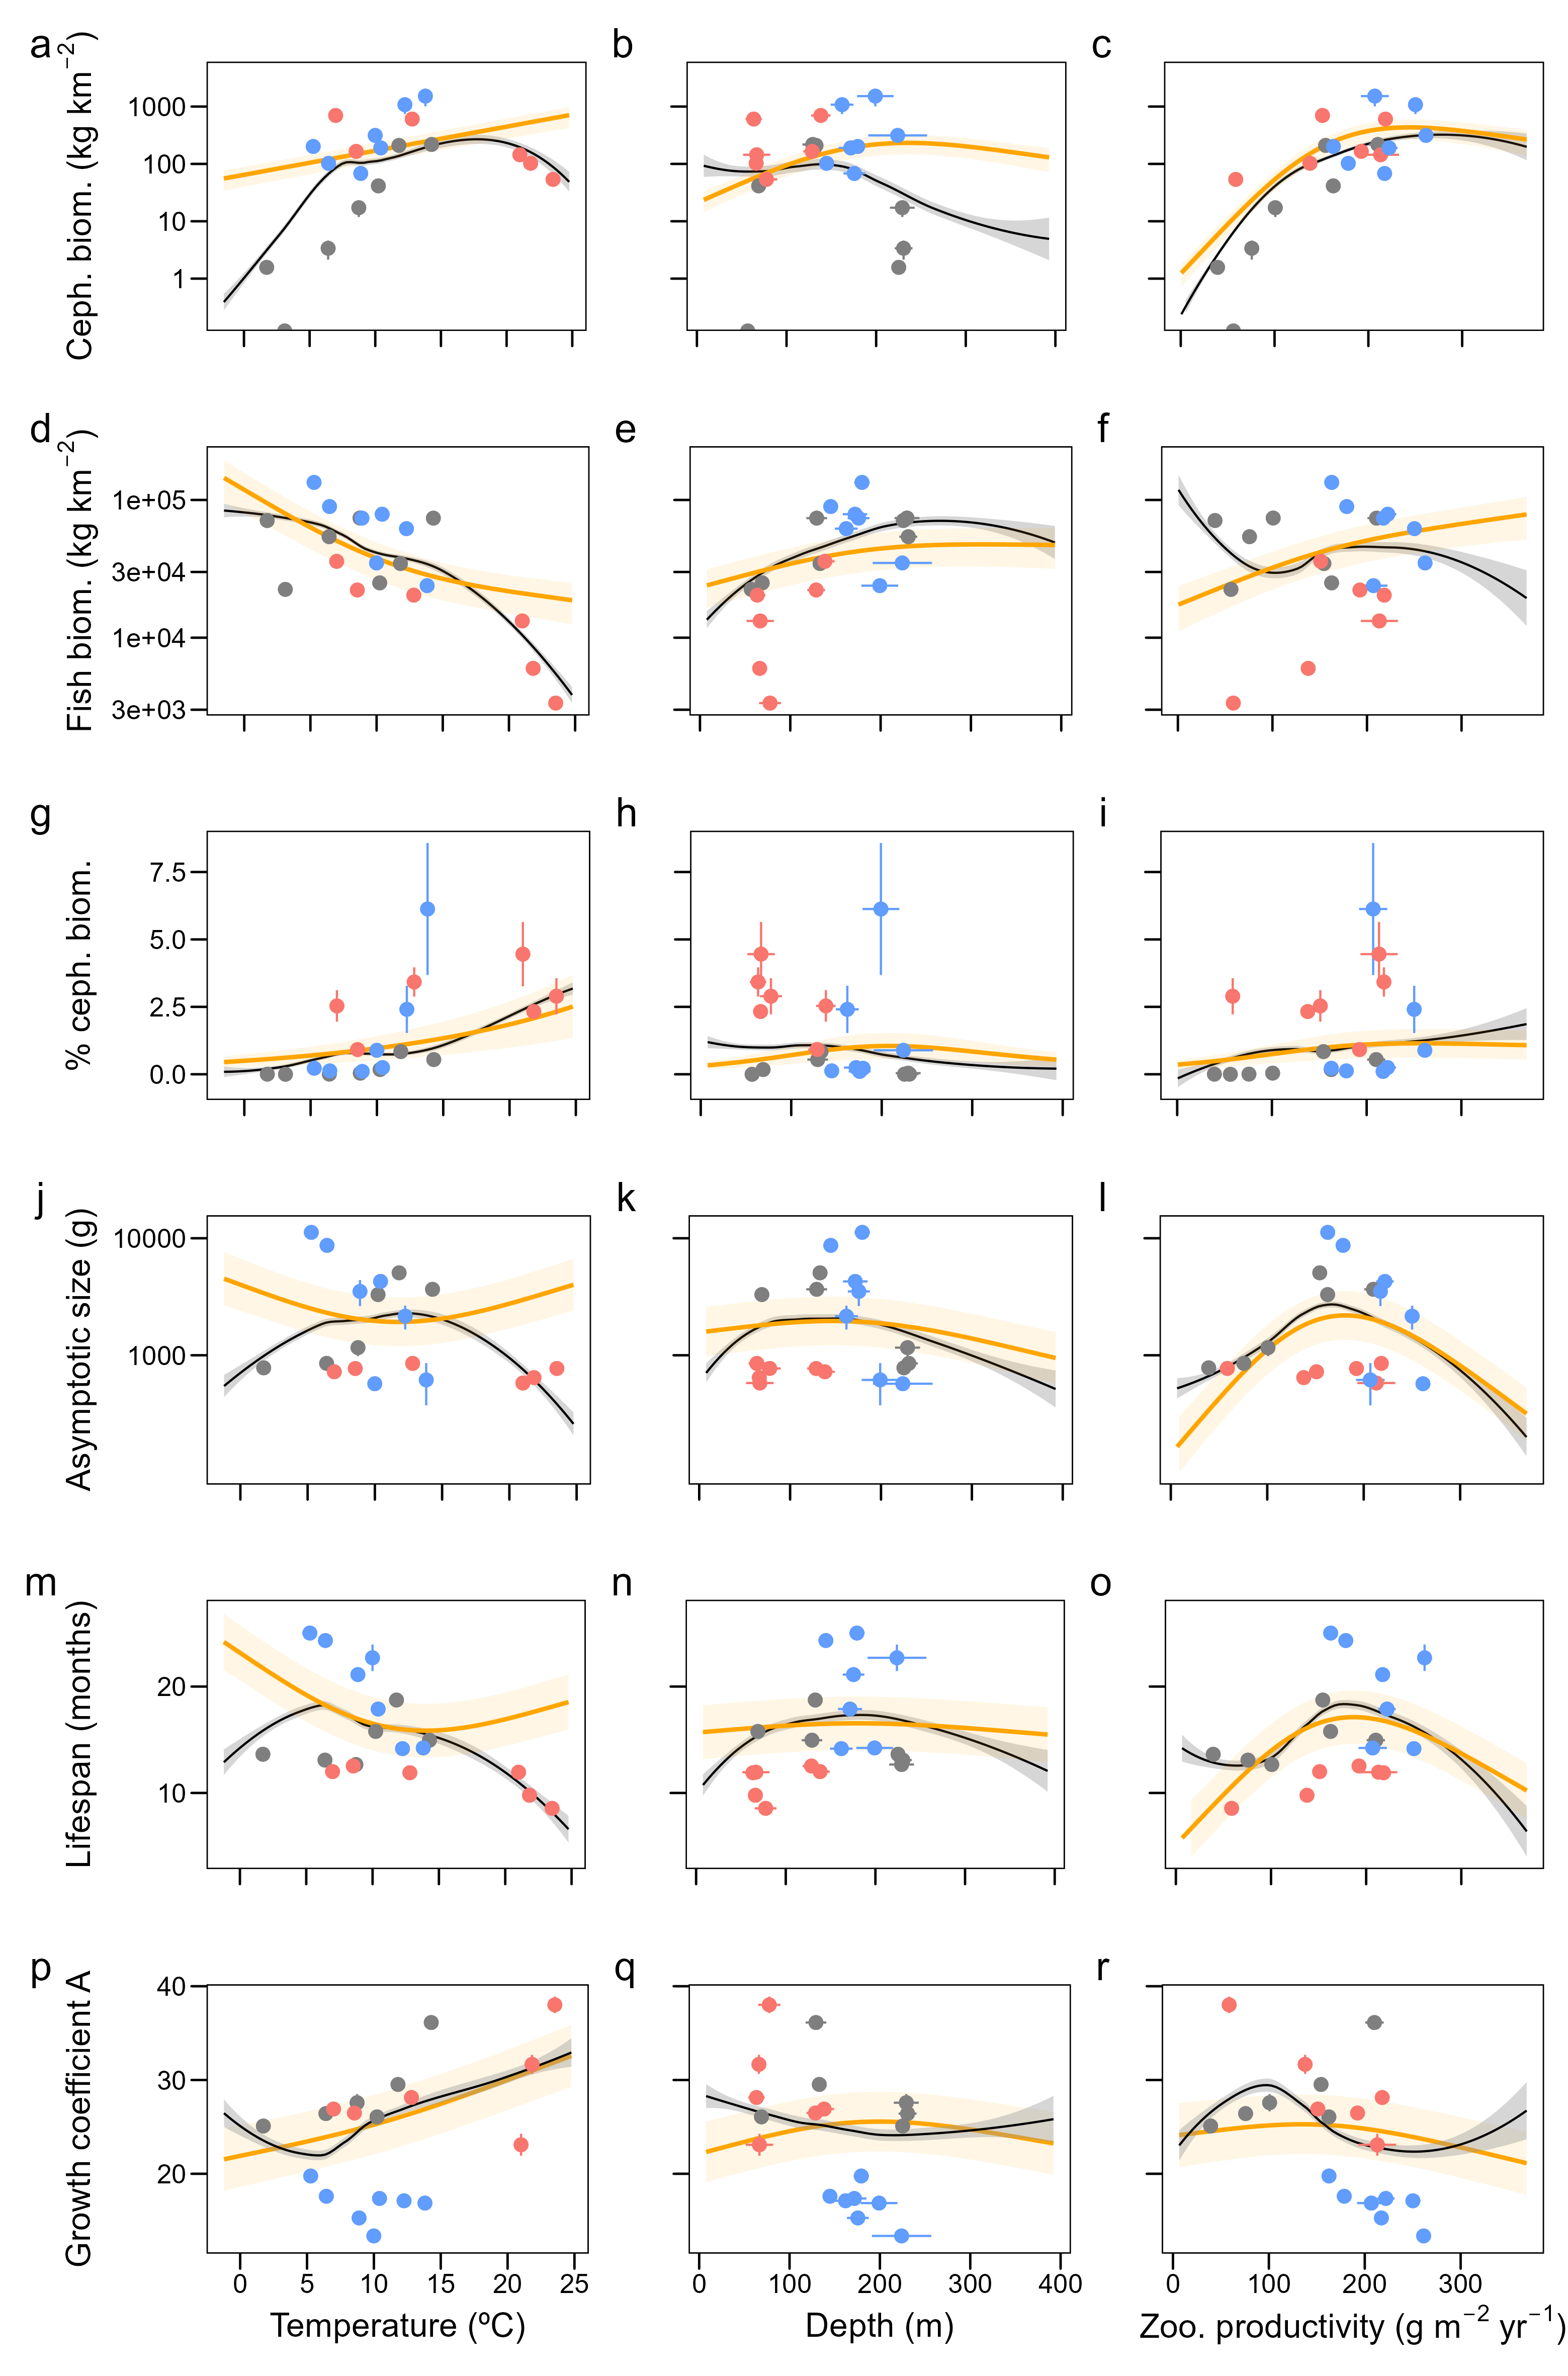 a
b
c
Ceph. biom. (kg km−2)
1000
100
10
1
d
e
f
Fish biom. (kg km−2)
1e+05
3e+04
1e+04
3e+03
g
h
i
% ceph. biom.
7.5
5.0
2.5
0.0
j
k
l
Asymptotic size (g)
10000
1000
m
n
o
Lifespan (months)
20
10
p
q
r
Growth coefficient A
40
30
20
0 5 10 15 20 25
0 100 200 300 400
0 100 200 300
Temperature (ºC)
Depth (m)
Zoo. productivity (g m−2 yr−1)